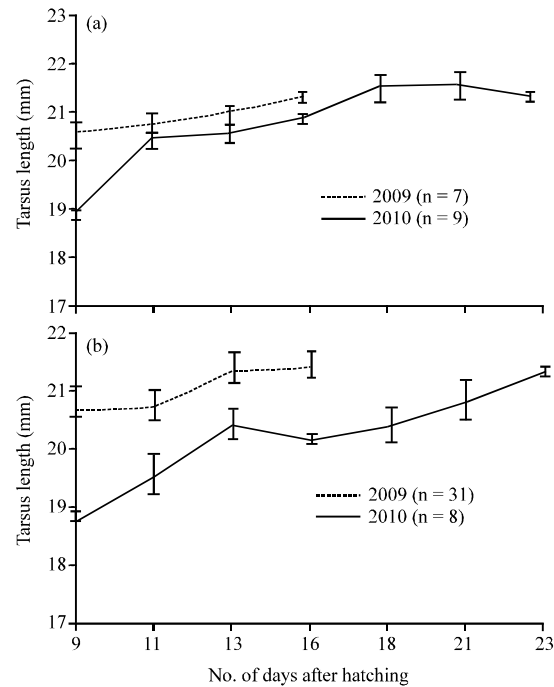 (a)
23
22
21
20
19
18
17
Tarsus length (mm)
2009 (n = 7)
2010 (n = 9)
(b)
22
21
20
19
18
17
Tarsus length (mm)
2009 (n = 31)
2010 (n = 8)
9 11 13 16 18 21 23
No. of days after hatching